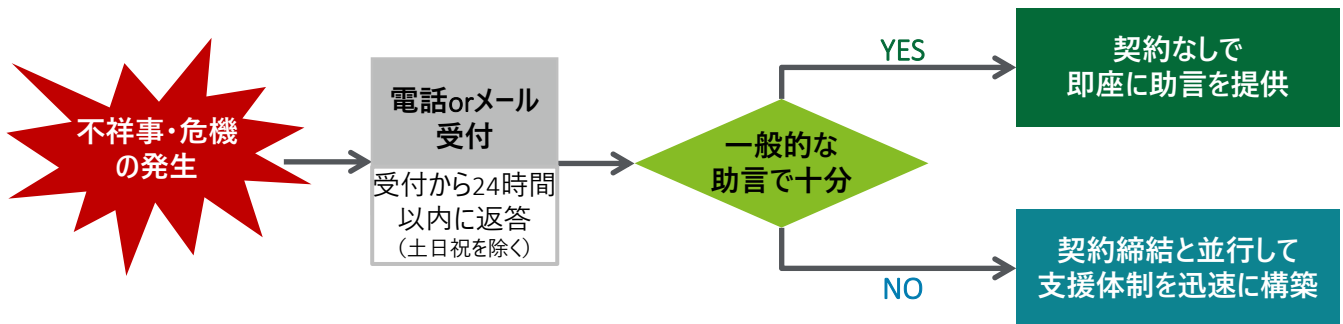 不祥事・危機
の発生
電話orメール
受付
受付から24時間
以内に返答
（土日祝を除く）
一般的な
助言で十分
YES
契約なしで
即座に助言を提供
NO
契約締結と並行して
支援体制を迅速に構築